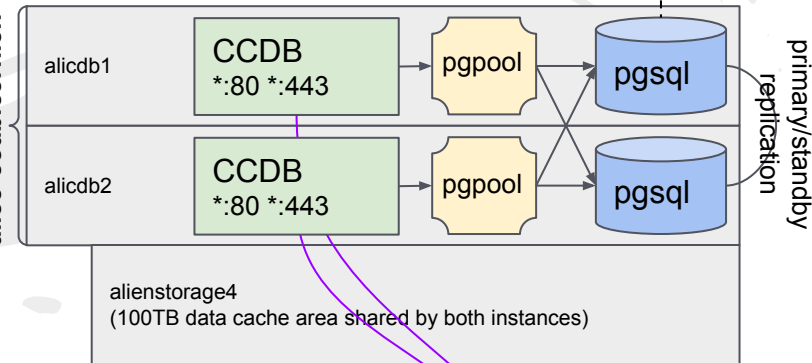 alicdb1
CCDB
*:80 *:443
pgpool
pgsql
alicdb2
CCDB
*:80 *:443
pgpool
pgsql
primary/standby
replication
alienstorage4
(100TB data cache area shared by both instances)